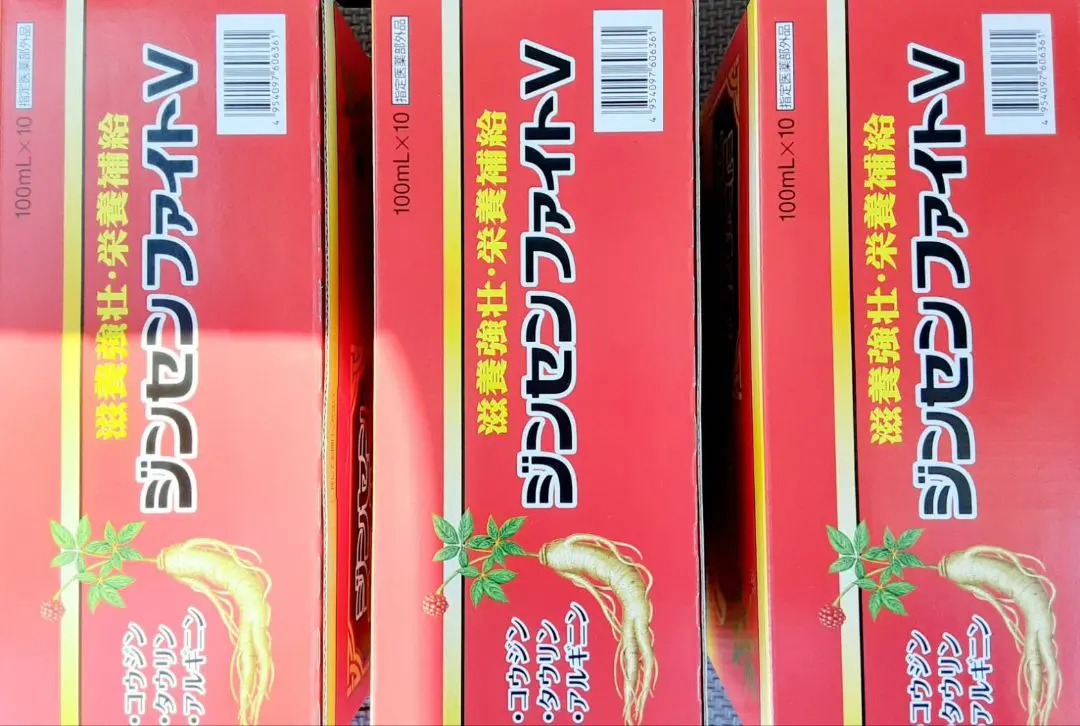 指定医薬部外品
100mL×10
滋養強壮・栄養補給
ジンセンファイトV
4 954097 606361
・コウジン
・タウリン
・アルギニン
指定医薬部外品
100mL×10
滋養強壮・栄養補給
ジンセンファイトV
4 954097 606361
・コウジン
・タウリン
・アルギニン
指定医薬部外品
100mL×10
滋養強壮・栄養補給
ジンセンファイトV
4 954097 606361
・コウジン
・タウリン
・アルギニン